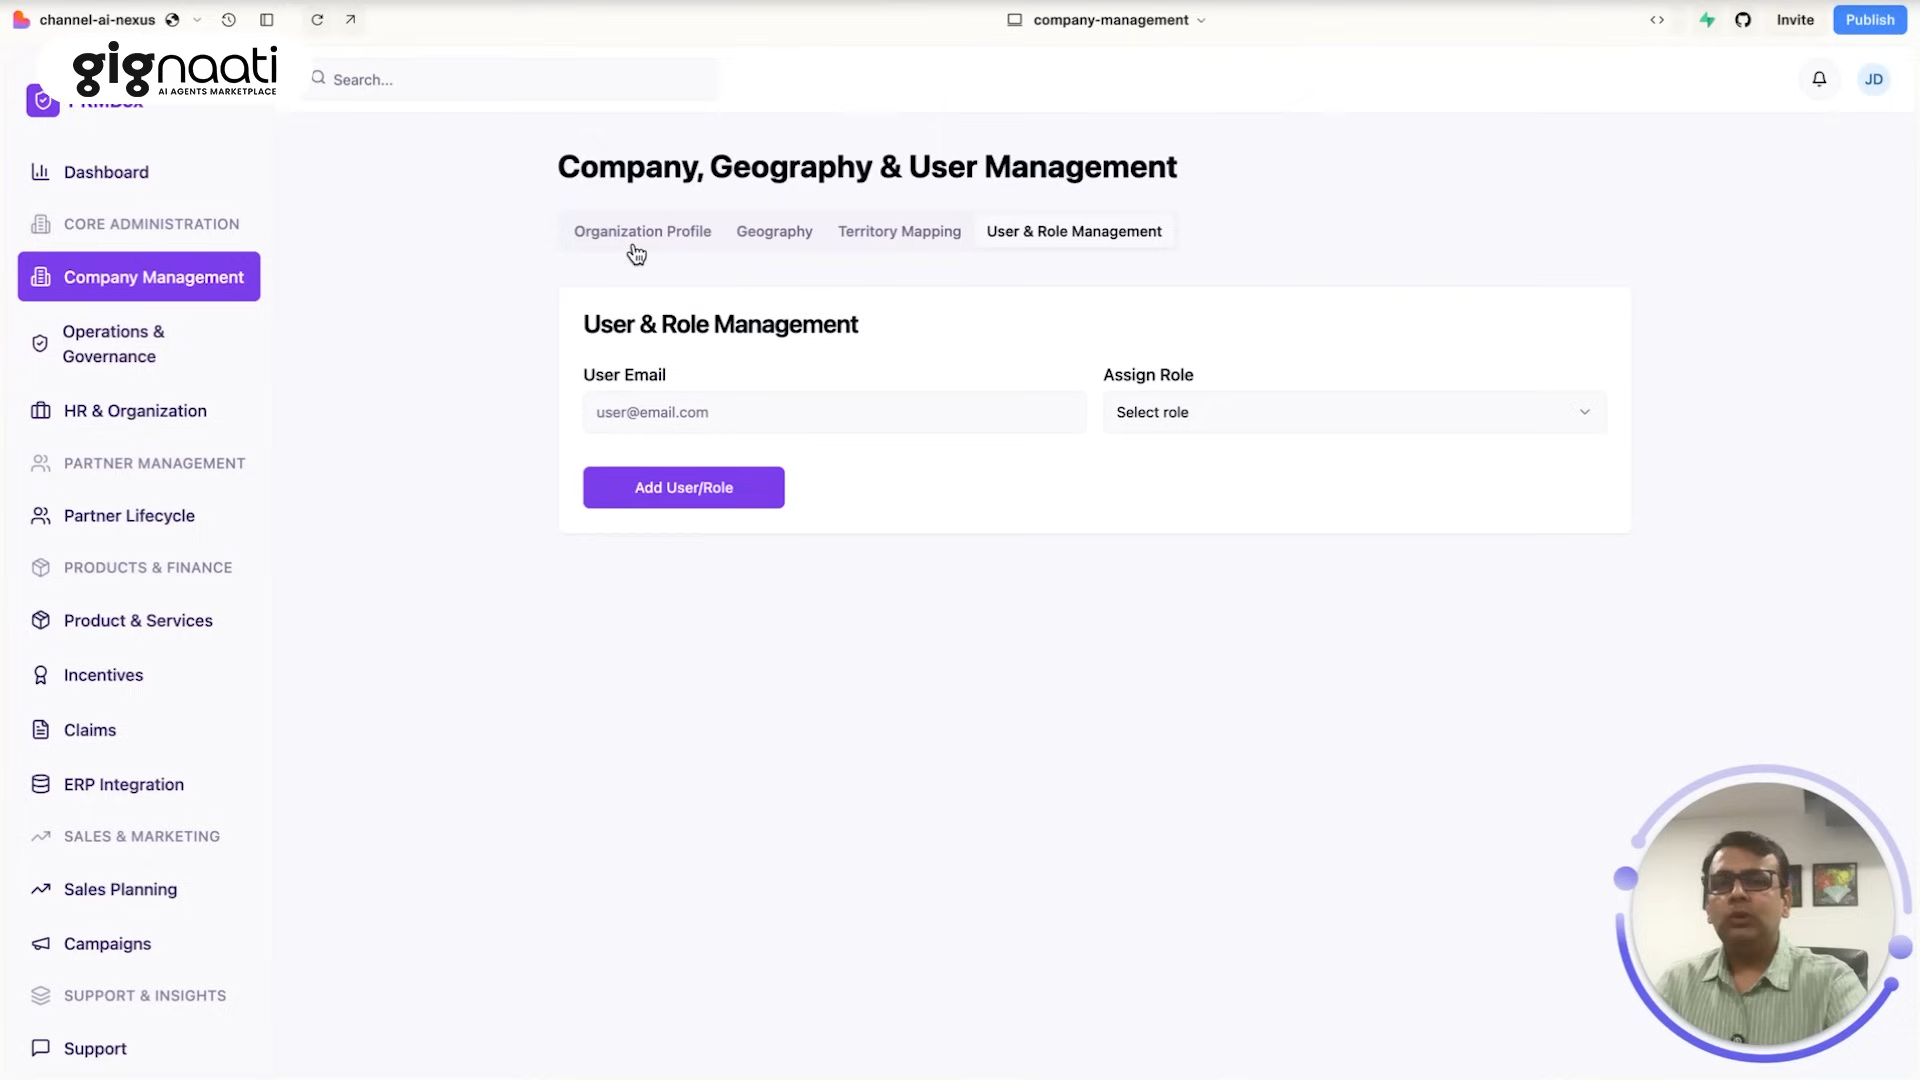 channel-ai-nexus
company-management
Invite
Publish
gignaati
AI AGENTS MARKETPLACE
Search...
JD
Dashboard
CORE ADMINISTRATION
Company Management
Operations &
Governance
HR & Organization
PARTNER MANAGEMENT
Partner Lifecycle
PRODUCTS & FINANCE
Product & Services
Incentives
Claims
ERP Integration
SALES & MARKETING
Sales Planning
Campaigns
SUPPORT & INSIGHTS
Support
Company, Geography & User Management
Organization Profile
Geography
Territory Mapping
User & Role Management
User & Role Management
User Email
Assign Role
user@email.com
Select role
Add User/Role